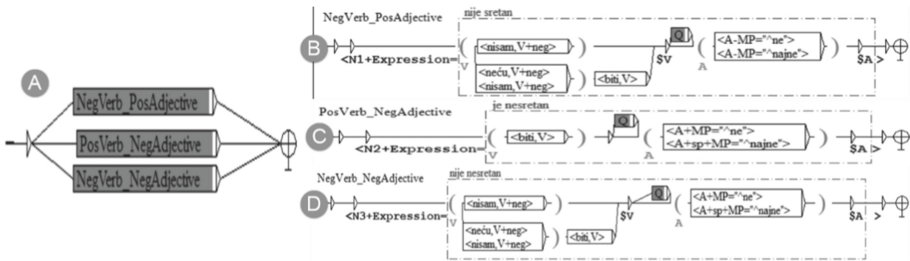 A
NegVerb_PosAdjective
PosVerb_NegAdjective
NegVerb_NegAdjective
NegVerb_PosAdjective
nije sretan
B
<N1+Expression=
(
V
<nisam,V+neg>
)
<neću,V+neg>
<nisam,V+neg>
)
<biti,V>
$V
Q
(
A
<A-MP="^ne">
<A-MP="^najne">
)
$A >
PosVerb_NegAdjective
je nesretan
C
<N2+Expression=
(
V
<biti,V>
)
$V
Q
(
A
<A+MP="^ne">
<A+sp+MP="^najne">
)
$A >
NegVerb_NegAdjective
nije nesretan
D
<N3+Expression=
(
V
<nisam,V+neg>
)
<neću,V+neg>
<nisam,V+neg>
)
<biti,V>
$V
Q
(
A
<A+MP="^ne">
<A+sp+MP="^najne">
)
$A >